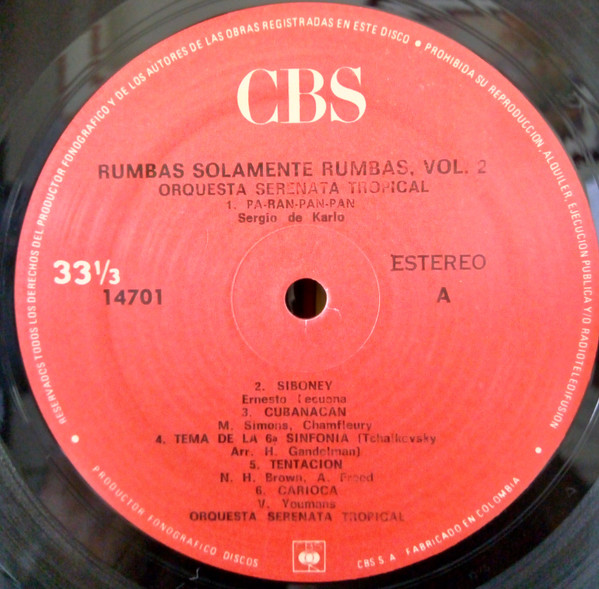 RESERVADOS TODOS LOS DERECHOS DEL PRODUCTOR FONOGRAFICO Y DE LOS AUTORES DE LAS OBRAS REGISTRADAS EN ESTE DISCO • PROHIBIDA SU REPRODUCCION, ALQUILER, EJECUCION PUBLICA Y/O RADIOTELEDIFUSION
CBS
RUMBAS SOLAMENTE RUMBAS, VOL. 2
ORQUESTA SERENATA TROPICAL
1. PA-RAN-PAN-PAN
Sergio de Karlo
33 1/3
ESTEREO
14701
A
2. SIBONEY
Ernesto Lecuona
3. CUBANACAN
M. Simons, Chamfleury
4. TEMA DE LA 6a SINFONIA (Tchaikovsky
Arr. H. Gandelman)
5. TENTACION
N. H. Brown, A. Freed
6. CARIOCA
V. Youmans
ORQUESTA SERENATA TROPICAL
CBS
PRODUCTOR FONOGRAFICO DISCOS CBS S A FABRICADO EN COLOMBIA